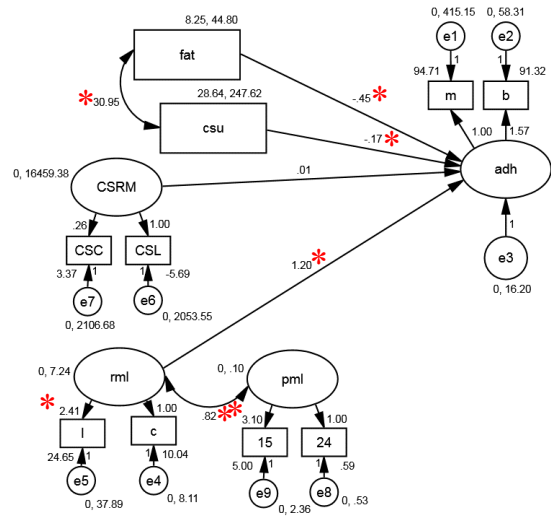 8.25, 44.80
fat
*30.95
28.64, 247.62
csu
-.45*
-.17*
0, 415.15
e1
0, 58.31
e2
1
1
94.71
m
b
91.32
1.00
1.57
adh
1
e3
0, 16.20
0, 16459.38
CSRM
.01
.26
1.00
CSC
CSL
3.37
1
1
-5.69
e7
e6
0, 2106.68
0, 2053.55
1.20*
0, 7.24
rml
0, .10
pml
*
2.41
1.00
.82**
3.10
1.00
l
c
15
24
24.65
1
1
10.04
5.00
1
1
.59
e5
e4
e9
e8
0, 37.89
0, 8.11
0, 2.36
0, .53